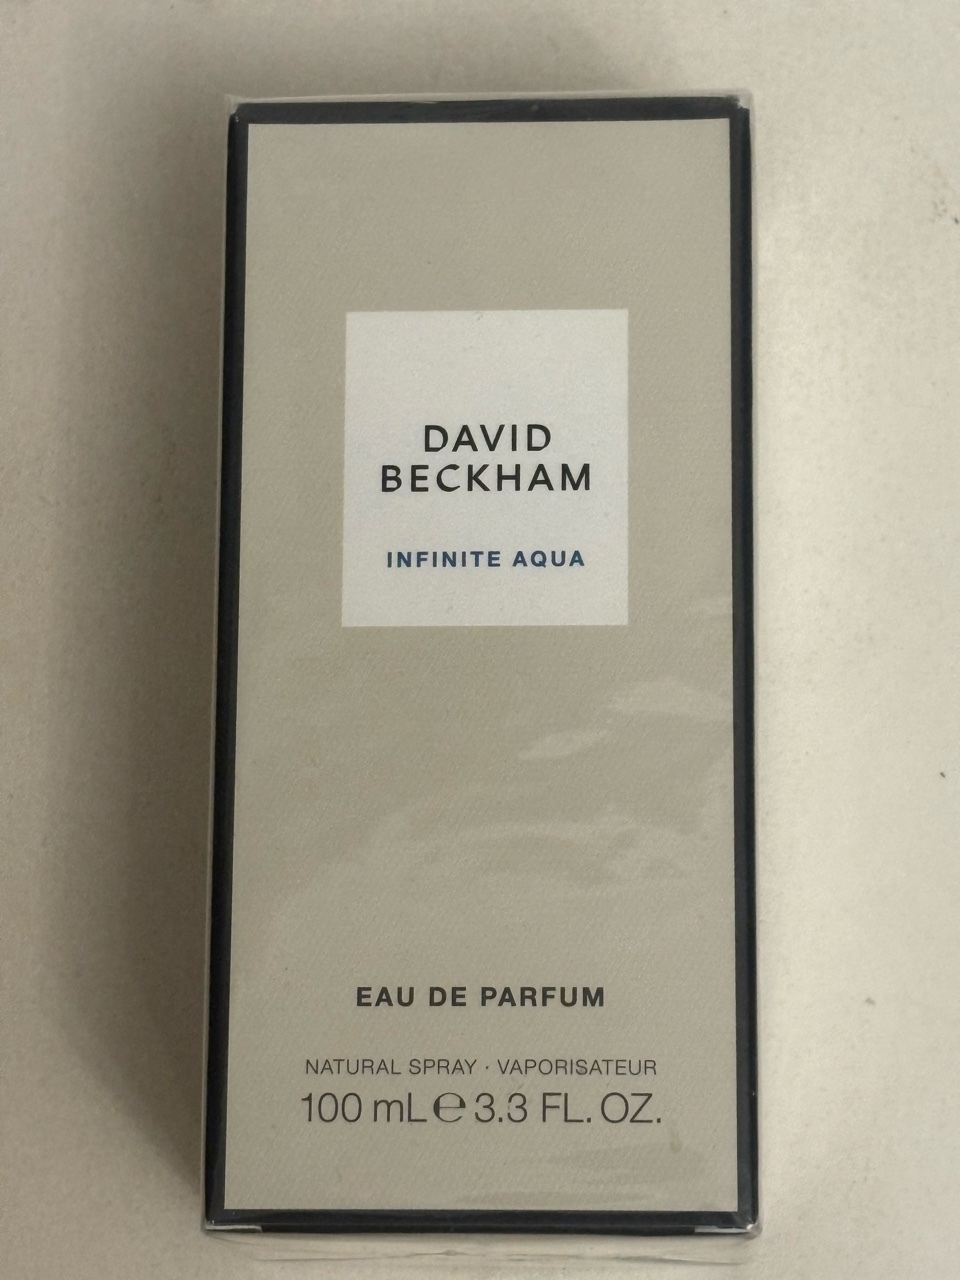 DAVID
BECKHAM
INFINITE AQUA
EAU DE PARFUM
NATURAL SPRAY · VAPORISATEUR
100 mL ℮ 3.3 FL. OZ.